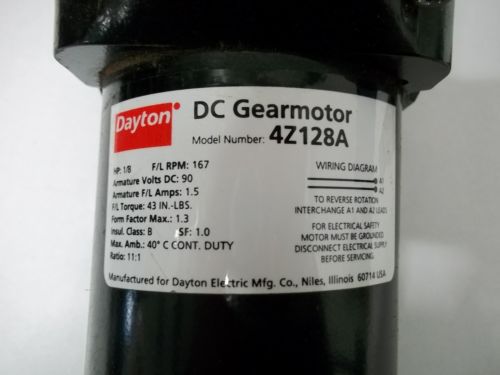 Dayton
DC Gearmotor
Model Number: 4Z128A
HP: 1/8 F/L RPM: 167
Armature Volts DC: 90
Armature F/L Amps: 1.5
F/L Torque: 43 IN.-LBS.
Form Factor Max.: 1.3
Insul. Class: B SF: 1.0
Max. Amb.: 40° C CONT. DUTY
Ratio: 11:1
WIRING DIAGRAM
A1
A2
TO REVERSE ROTATION
INTERCHANGE A1 AND A2 LEADS
FOR ELECTRICAL SAFETY
MOTOR MUST BE GROUNDED
DISCONNECT ELECTRICAL SUPPLY
BEFORE SERVICING.
Manufactured for Dayton Electric Mfg. Co., Niles, Illinois 60714 USA